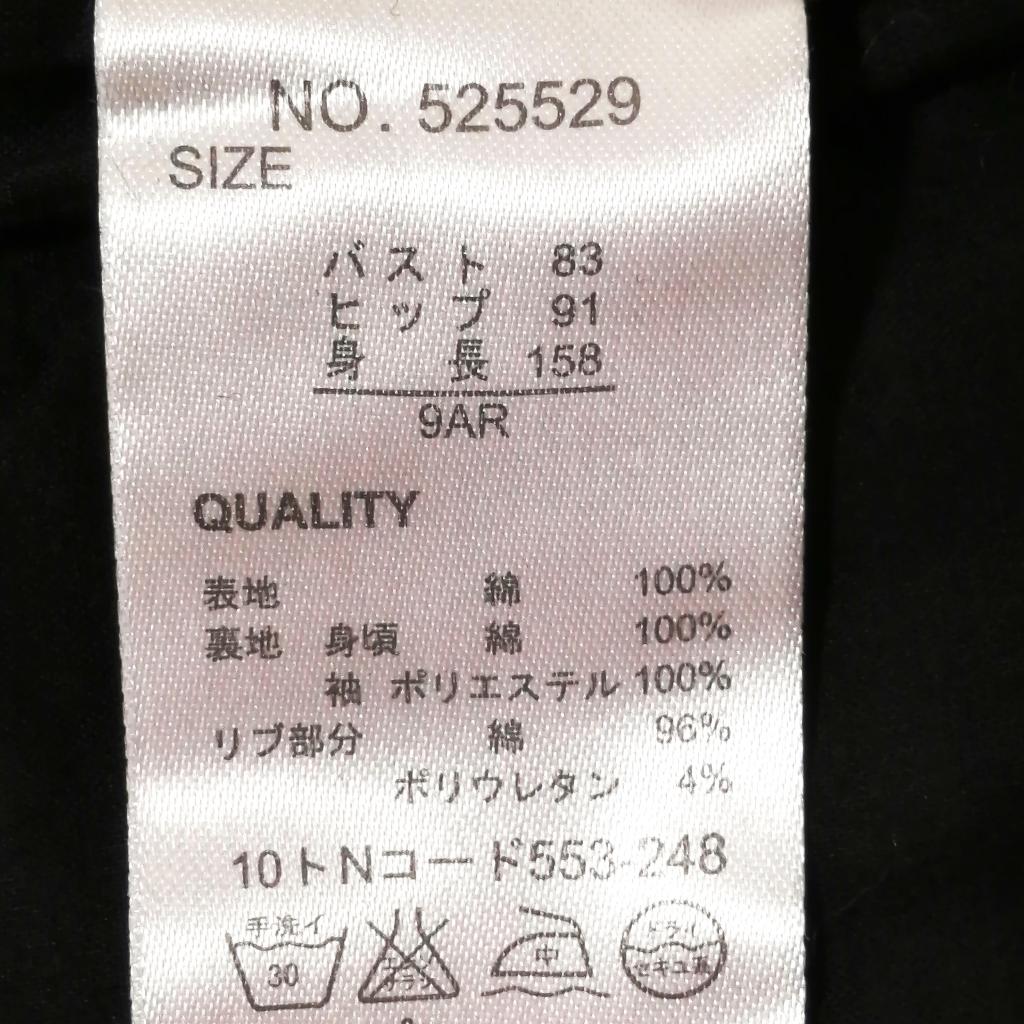 NO. 525529
SIZE
バスト 83
ヒップ 91
身長 158
9AR
QUALITY
表地 綿 100%
裏地 身頃 綿 100%
袖 ポリエステル 100%
リブ部分 綿 96%
ポリウレタン 4%
10トNコード553-248
手洗イ
30
中
ドライ
セキユ系